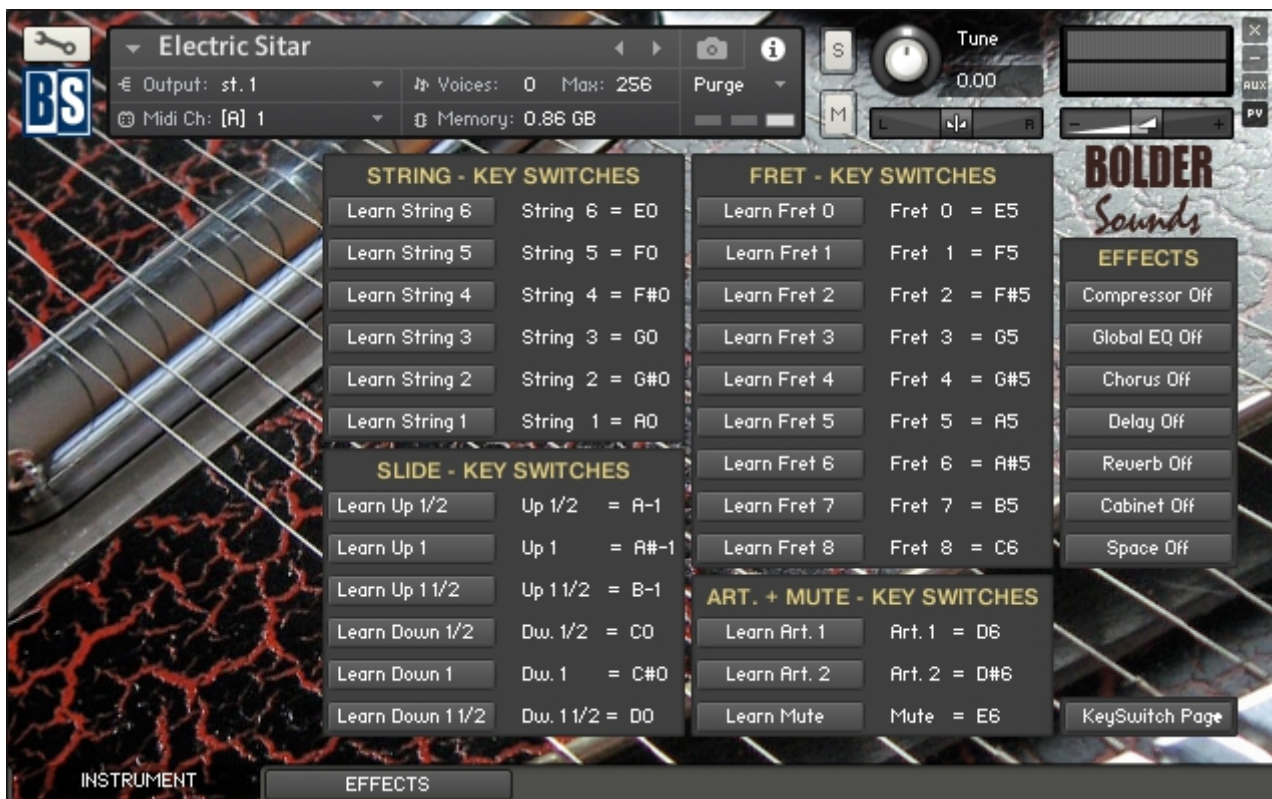 Electric Sitar
Output: st. 1
Voices: 0 Max: 256
Purge
Midi Ch: [A] 1
Memory: 0.86 GB
S
M
Tune
0.00
L
R
-
+
X
-
AUX
PV
BS
BOLDER
Sounds
STRING - KEY SWITCHES
Learn String 6 String 6 = E0
Learn String 5 String 5 = F0
Learn String 4 String 4 = F#0
Learn String 3 String 3 = G0
Learn String 2 String 2 = G#0
Learn String 1 String 1 = A0
SLIDE - KEY SWITCHES
Learn Up 1/2 Up 1/2 = A-1
Learn Up 1 Up 1 = A#-1
Learn Up 1 1/2 Up 1 1/2 = B-1
Learn Down 1/2 Dw. 1/2 = C0
Learn Down 1 Dw. 1 = C#0
Learn Down 1 1/2 Dw. 1 1/2 = D0
FRET - KEY SWITCHES
Learn Fret 0 Fret 0 = E5
Learn Fret 1 Fret 1 = F5
Learn Fret 2 Fret 2 = F#5
Learn Fret 3 Fret 3 = G5
Learn Fret 4 Fret 4 = G#5
Learn Fret 5 Fret 5 = A5
Learn Fret 6 Fret 6 = A#5
Learn Fret 7 Fret 7 = B5
Learn Fret 8 Fret 8 = C6
ART. + MUTE - KEY SWITCHES
Learn Art. 1 Art. 1 = D6
Learn Art. 2 Art. 2 = D#6
Learn Mute Mute = E6
EFFECTS
Compressor Off
Global EQ Off
Chorus Off
Delay Off
Reverb Off
Cabinet Off
Space Off
KeySwitch Page
INSTRUMENT
EFFECTS